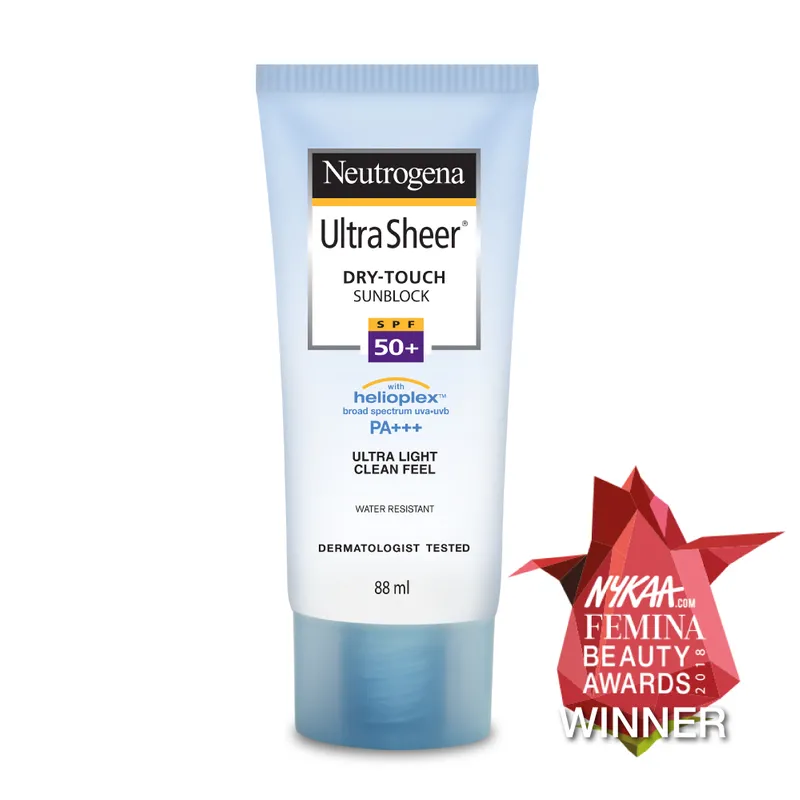 Neutrogena
Ultra Sheer®
DRY-TOUCH
SUNBLOCK
SPF
50+
with
helioplex™
broad spectrum uva•uvb
PA+++
ULTRA LIGHT
CLEAN FEEL
WATER RESISTANT
DERMATOLOGIST TESTED
88 ml
NYKAA.COM
FEMINA
BEAUTY
AWARDS
2018
WINNER